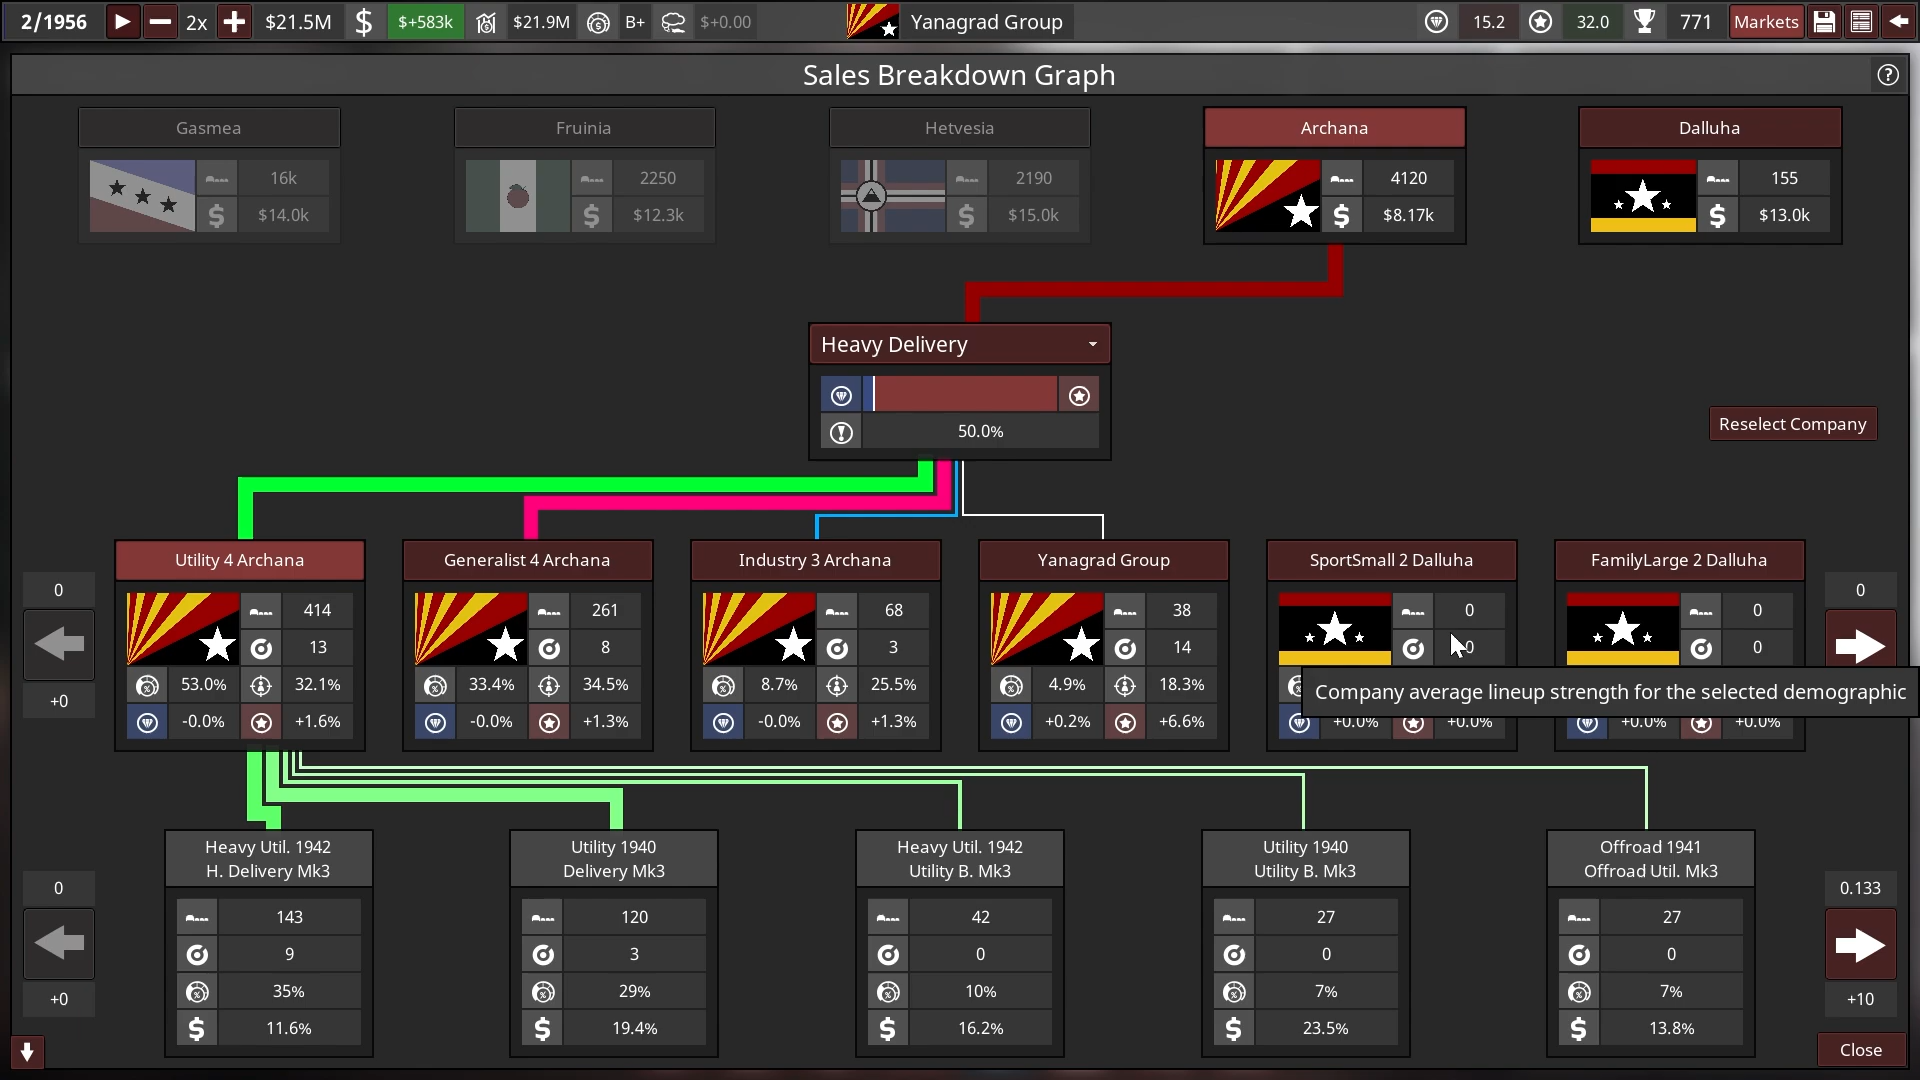 2/1956
2x
$21.5M
$+583k
$21.9M
B+
$+0.00
Yanagrad Group
15.2
32.0
771
Markets
Sales Breakdown Graph
Gasmea
16k
$14.0k
Fruinia
2250
$12.3k
Hetvesia
2190
$15.0k
Archana
4120
$8.17k
Dalluha
155
$13.0k
Heavy Delivery
50.0%
Reselect Company
0
+0
Utility 4 Archana
414
13
53.0%
32.1%
-0.0%
+1.6%
Generalist 4 Archana
261
8
33.4%
34.5%
-0.0%
+1.3%
Industry 3 Archana
68
3
8.7%
25.5%
-0.0%
+1.3%
Yanagrad Group
38
14
4.9%
18.3%
+0.2%
+6.6%
SportSmall 2 Dalluha
0
0
+0.0%
+0.0%
FamilyLarge 2 Dalluha
0
0
+0.0%
+0.0%
0
Company average lineup strength for the selected demographic
0
+0
Heavy Util. 1942
H. Delivery Mk3
143
9
35%
11.6%
Utility 1940
Delivery Mk3
120
3
29%
19.4%
Heavy Util. 1942
Utility B. Mk3
42
0
10%
16.2%
Utility 1940
Utility B. Mk3
27
0
7%
23.5%
Offroad 1941
Offroad Util. Mk3
27
0
7%
13.8%
0.133
+10
Close